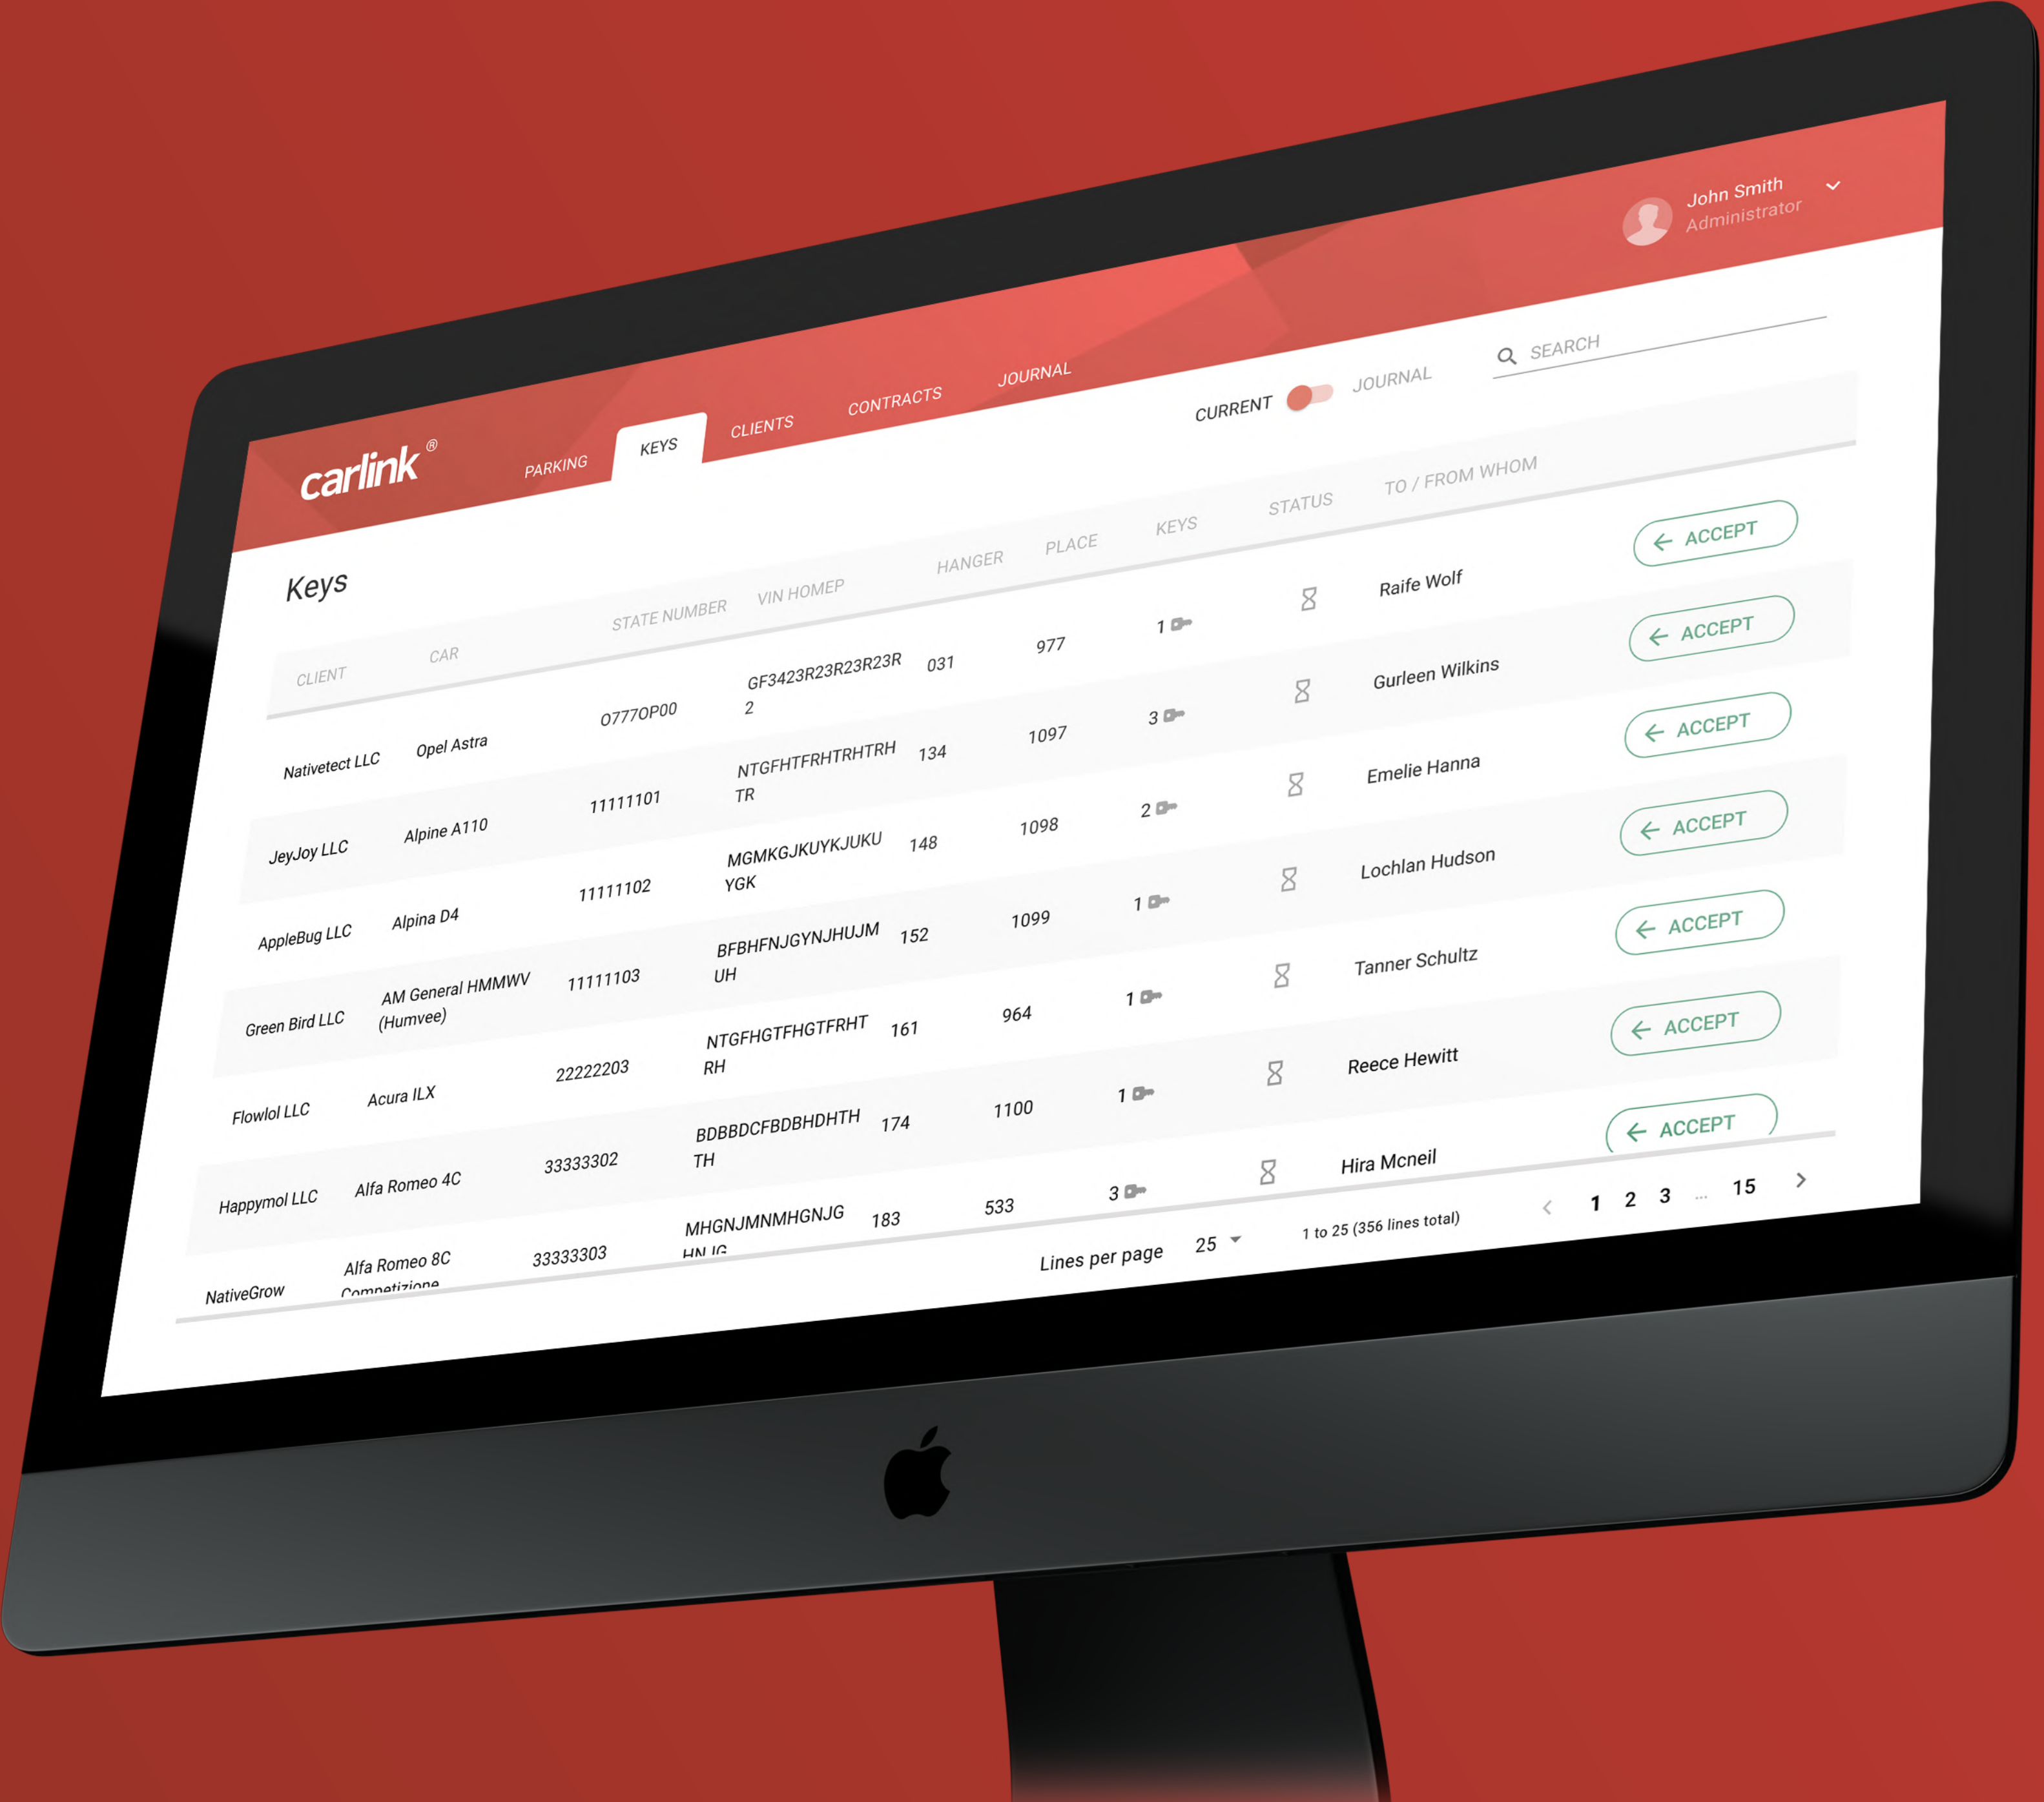 John Smith
Administrator
carlink ®
PARKING KEYS CLIENTS CONTRACTS JOURNAL
CURRENT JOURNAL SEARCH
Keys
CLIENT CAR STATE NUMBER VIN HOMEP HANGER PLACE KEYS STATUS TO / FROM WHOM
Nativetect LLC Opel Astra O777OP00 GF3423R23R23R23R 031 977 1 Raife Wolf ← ACCEPT
2
JeyJoy LLC Alpine A110 11111101 NTGFHTFRHTRHTRH 134 1097 3 Gurleen Wilkins ← ACCEPT
TR
AppleBug LLC Alpina D4 11111102 MGMKGJKUYKJUKU 148 1098 2 Emelie Hanna ← ACCEPT
YGK
Green Bird LLC AM General HMMWV 11111103 BFBHFNJGYNJHUJM 152 1099 1 Lochlan Hudson ← ACCEPT
(Humvee) UH
Flowlol LLC Acura ILX 22222203 NTGFHGTFHGTFRHT 161 964 1 Tanner Schultz ← ACCEPT
RH
Happymol LLC Alfa Romeo 4C 33333302 BDBBDCFBDBHDHTH 174 1100 1 Reece Hewitt ← ACCEPT
TH
NativeGrow Alfa Romeo 8C 33333303 MHGNJMNMHGNJG 183 533 3 Hira Mcneil ← ACCEPT
Competizione
Lines per page 25 1 to 25 (356 lines total) < 1 2 3 ... 15 >